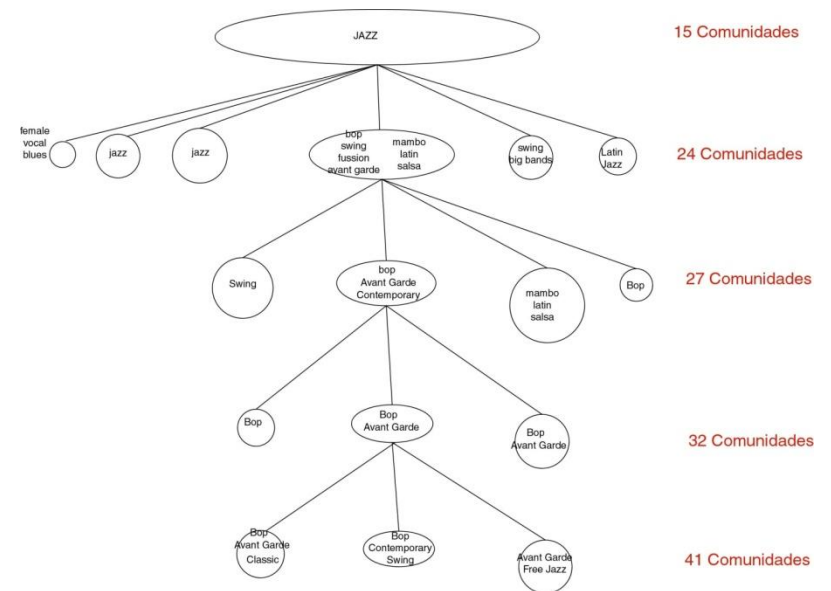 JAZZ
15 Comunidades
female
vocal
blues
jazz
jazz
bop
swing
fussion
avant garde
mambo
latin
salsa
swing
big bands
Latin
Jazz
24 Comunidades
Swing
bop
Avant Garde
Contemporary
mambo
latin
salsa
Bop
27 Comunidades
Bop
Bop
Avant Garde
Bop
Avant Garde
32 Comunidades
Bop
Avant Garde
Classic
Bop
Contemporary
Swing
Avant Garde
Free Jazz
41 Comunidades